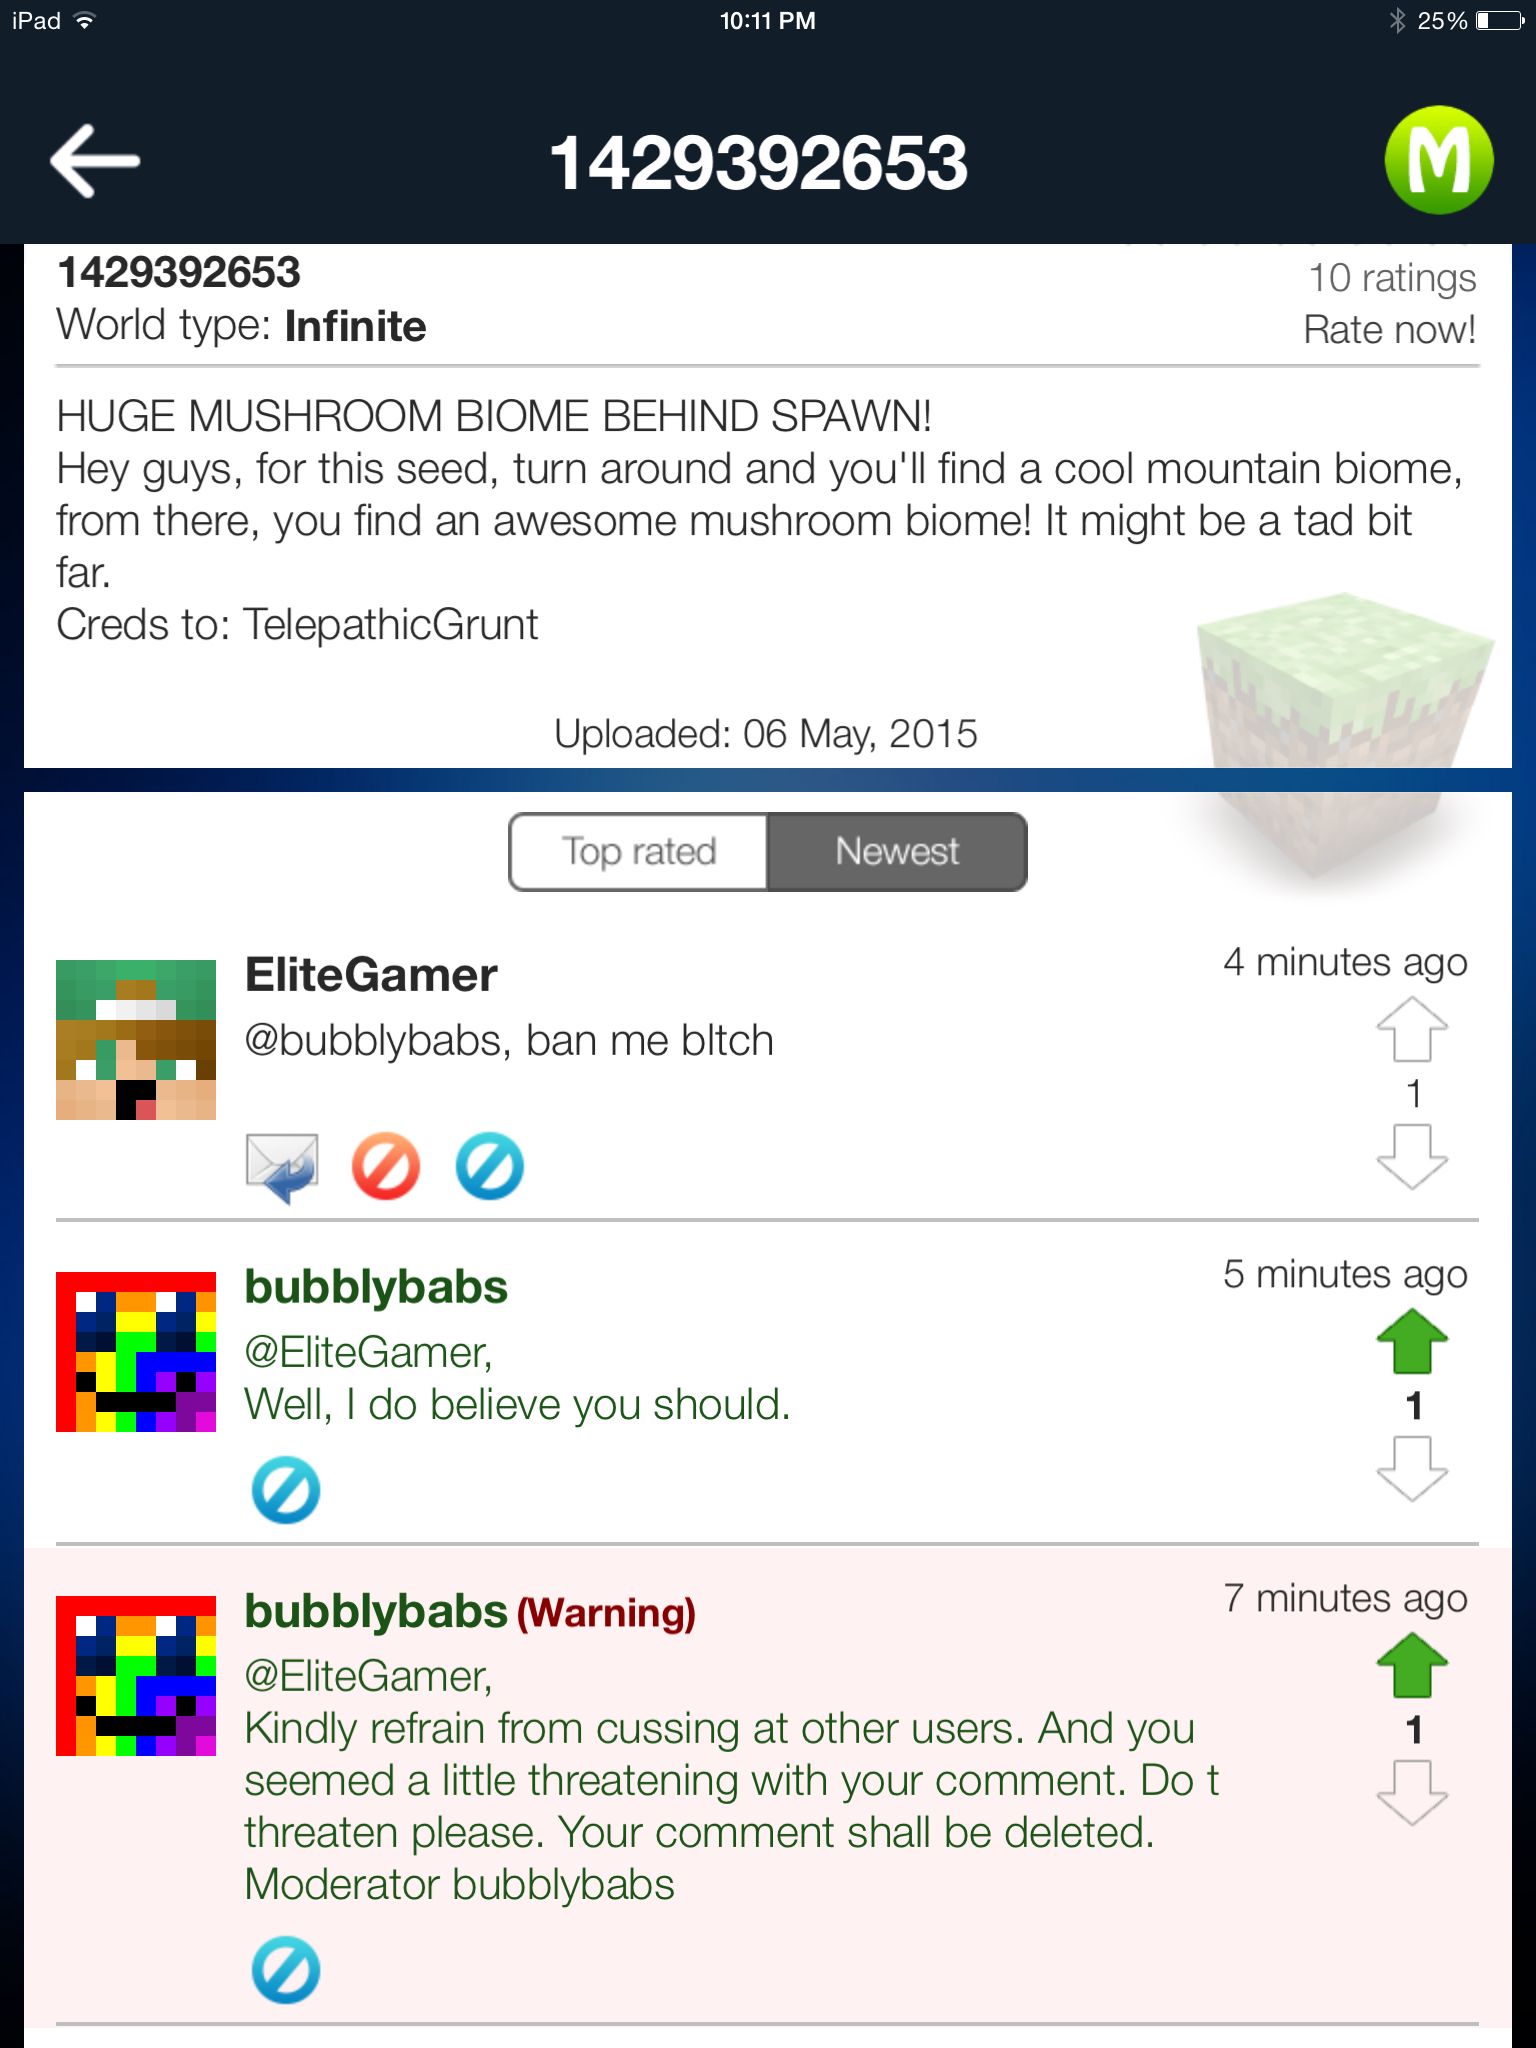 iPad 10:11 PM 25%
1429392653
M
1429392653
10 ratings
World type: Infinite
Rate now!
HUGE MUSHROOM BIOME BEHIND SPAWN!
Hey guys, for this seed, turn around and you'll find a cool mountain biome,
from there, you find an awesome mushroom biome! It might be a tad bit
far.
Creds to: TelepathicGrunt
Uploaded: 06 May, 2015
Top rated Newest
EliteGamer
4 minutes ago
@bubblybabs, ban me bItch
1
bubblybabs
5 minutes ago
@EliteGamer,
Well, I do believe you should.
1
bubblybabs (Warning)
7 minutes ago
@EliteGamer,
Kindly refrain from cussing at other users. And you
1
seemed a little threatening with your comment. Do t
threaten please. Your comment shall be deleted.
Moderator bubblybabs